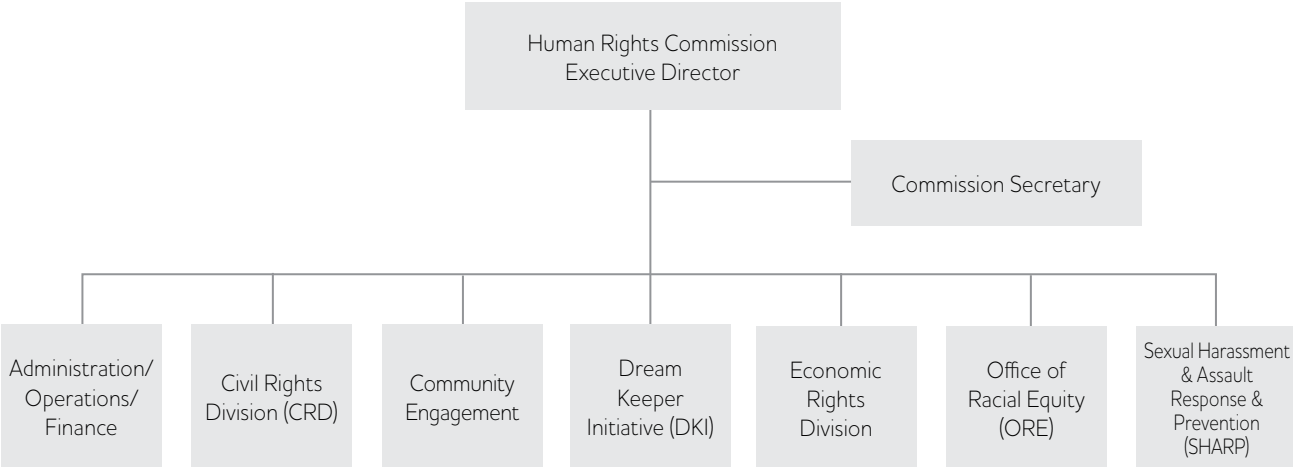 Human Rights Commission
Executive Director
Commission Secretary
Administration/
Operations/
Finance
Civil Rights
Division (CRD)
Community
Engagement
Dream
Keeper
Initiative (DKI)
Economic
Rights
Division
Office of
Racial Equity
(ORE)
Sexual Harassment
& Assault
Response &
Prevention
(SHARP)